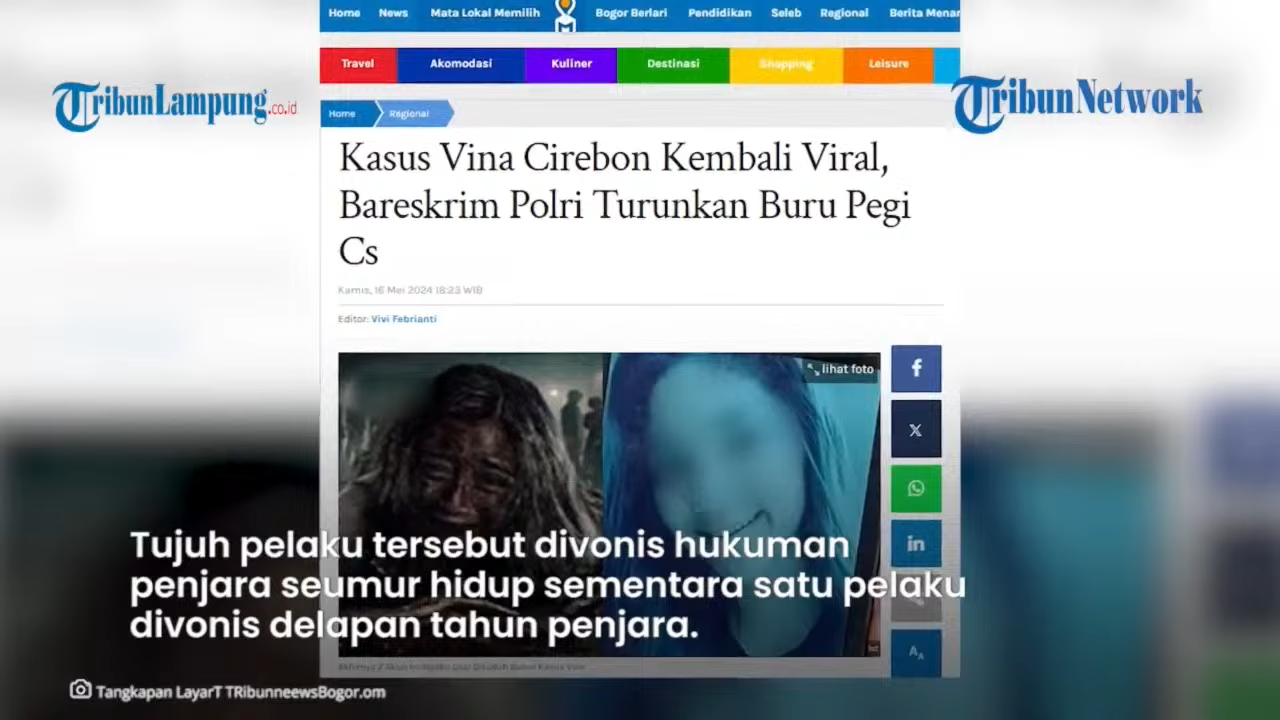 Home News Mata Lokal Memilih Bogor Berlari Pendidikan Seleb Regional Berita Menar
Travel Akomodasi Kuliner Destinasi Shopping Leisure
TribunLampung.co.id
TribunNetwork
Home Regional
Kasus Vina Cirebon Kembali Viral,
Bareskrim Polri Turunkan Buru Pegi
Cs
Kamis, 16 Mei 2024 18:23 WIB
Editor: Vivi Febrianti
lihat foto
Tujuh pelaku tersebut divonis hukuman
penjara seumur hidup sementara satu pelaku
divonis delapan tahun penjara.
Tangkapan LayarT TRibunneewsBogor.om